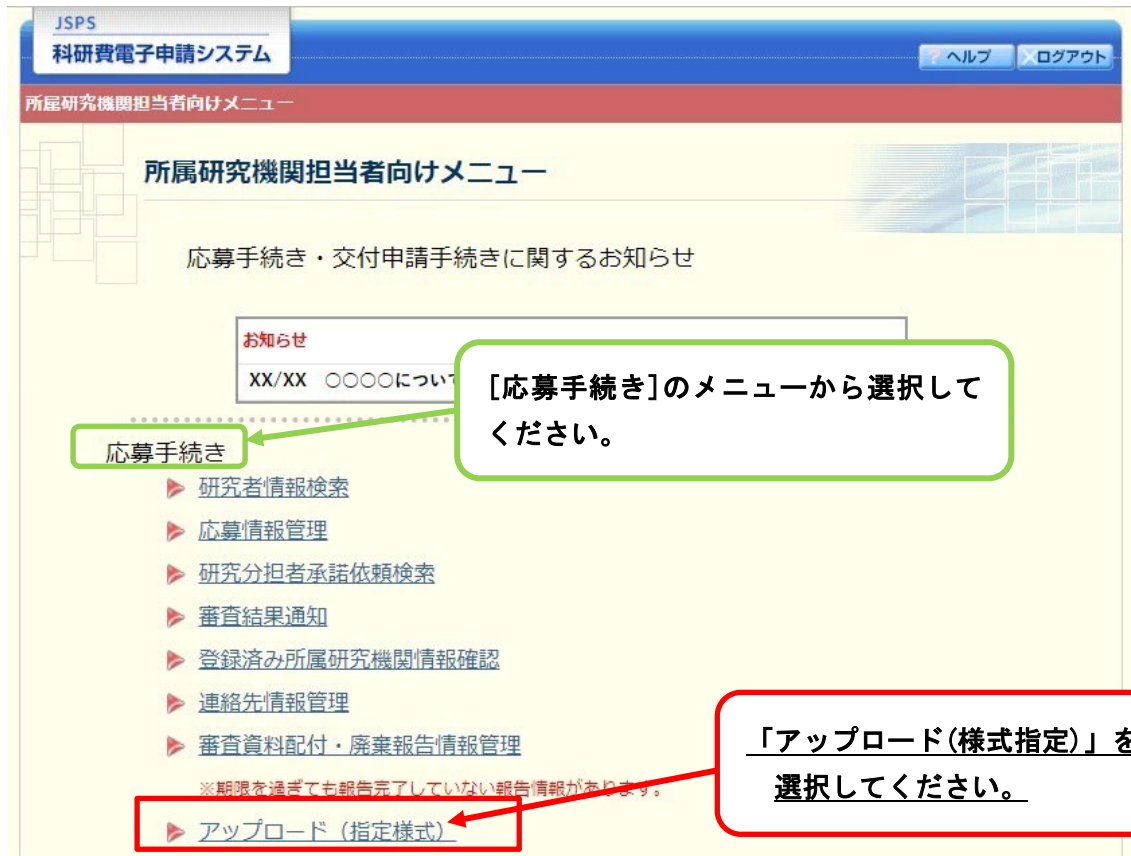 JSPS
科研費電子申請システム
ヘルプ
ログアウト
所属研究機関担当者向けメニュー
所属研究機関担当者向けメニュー
応募手続き・交付申請手続きに関するお知らせ
お知らせ
XX/XX ○○○○について
[応募手続き]のメニューから選択して
ください。
応募手続き
研究者情報検索
応募情報管理
研究分担者承諾依頼検索
審査結果通知
登録済み所属研究機関情報確認
連絡先情報管理
審査資料配付・廃棄報告情報管理
※期限を過ぎても報告完了していない報告情報があります。
「アップロード(様式指定)」を
選択してください。
アップロード（指定様式）